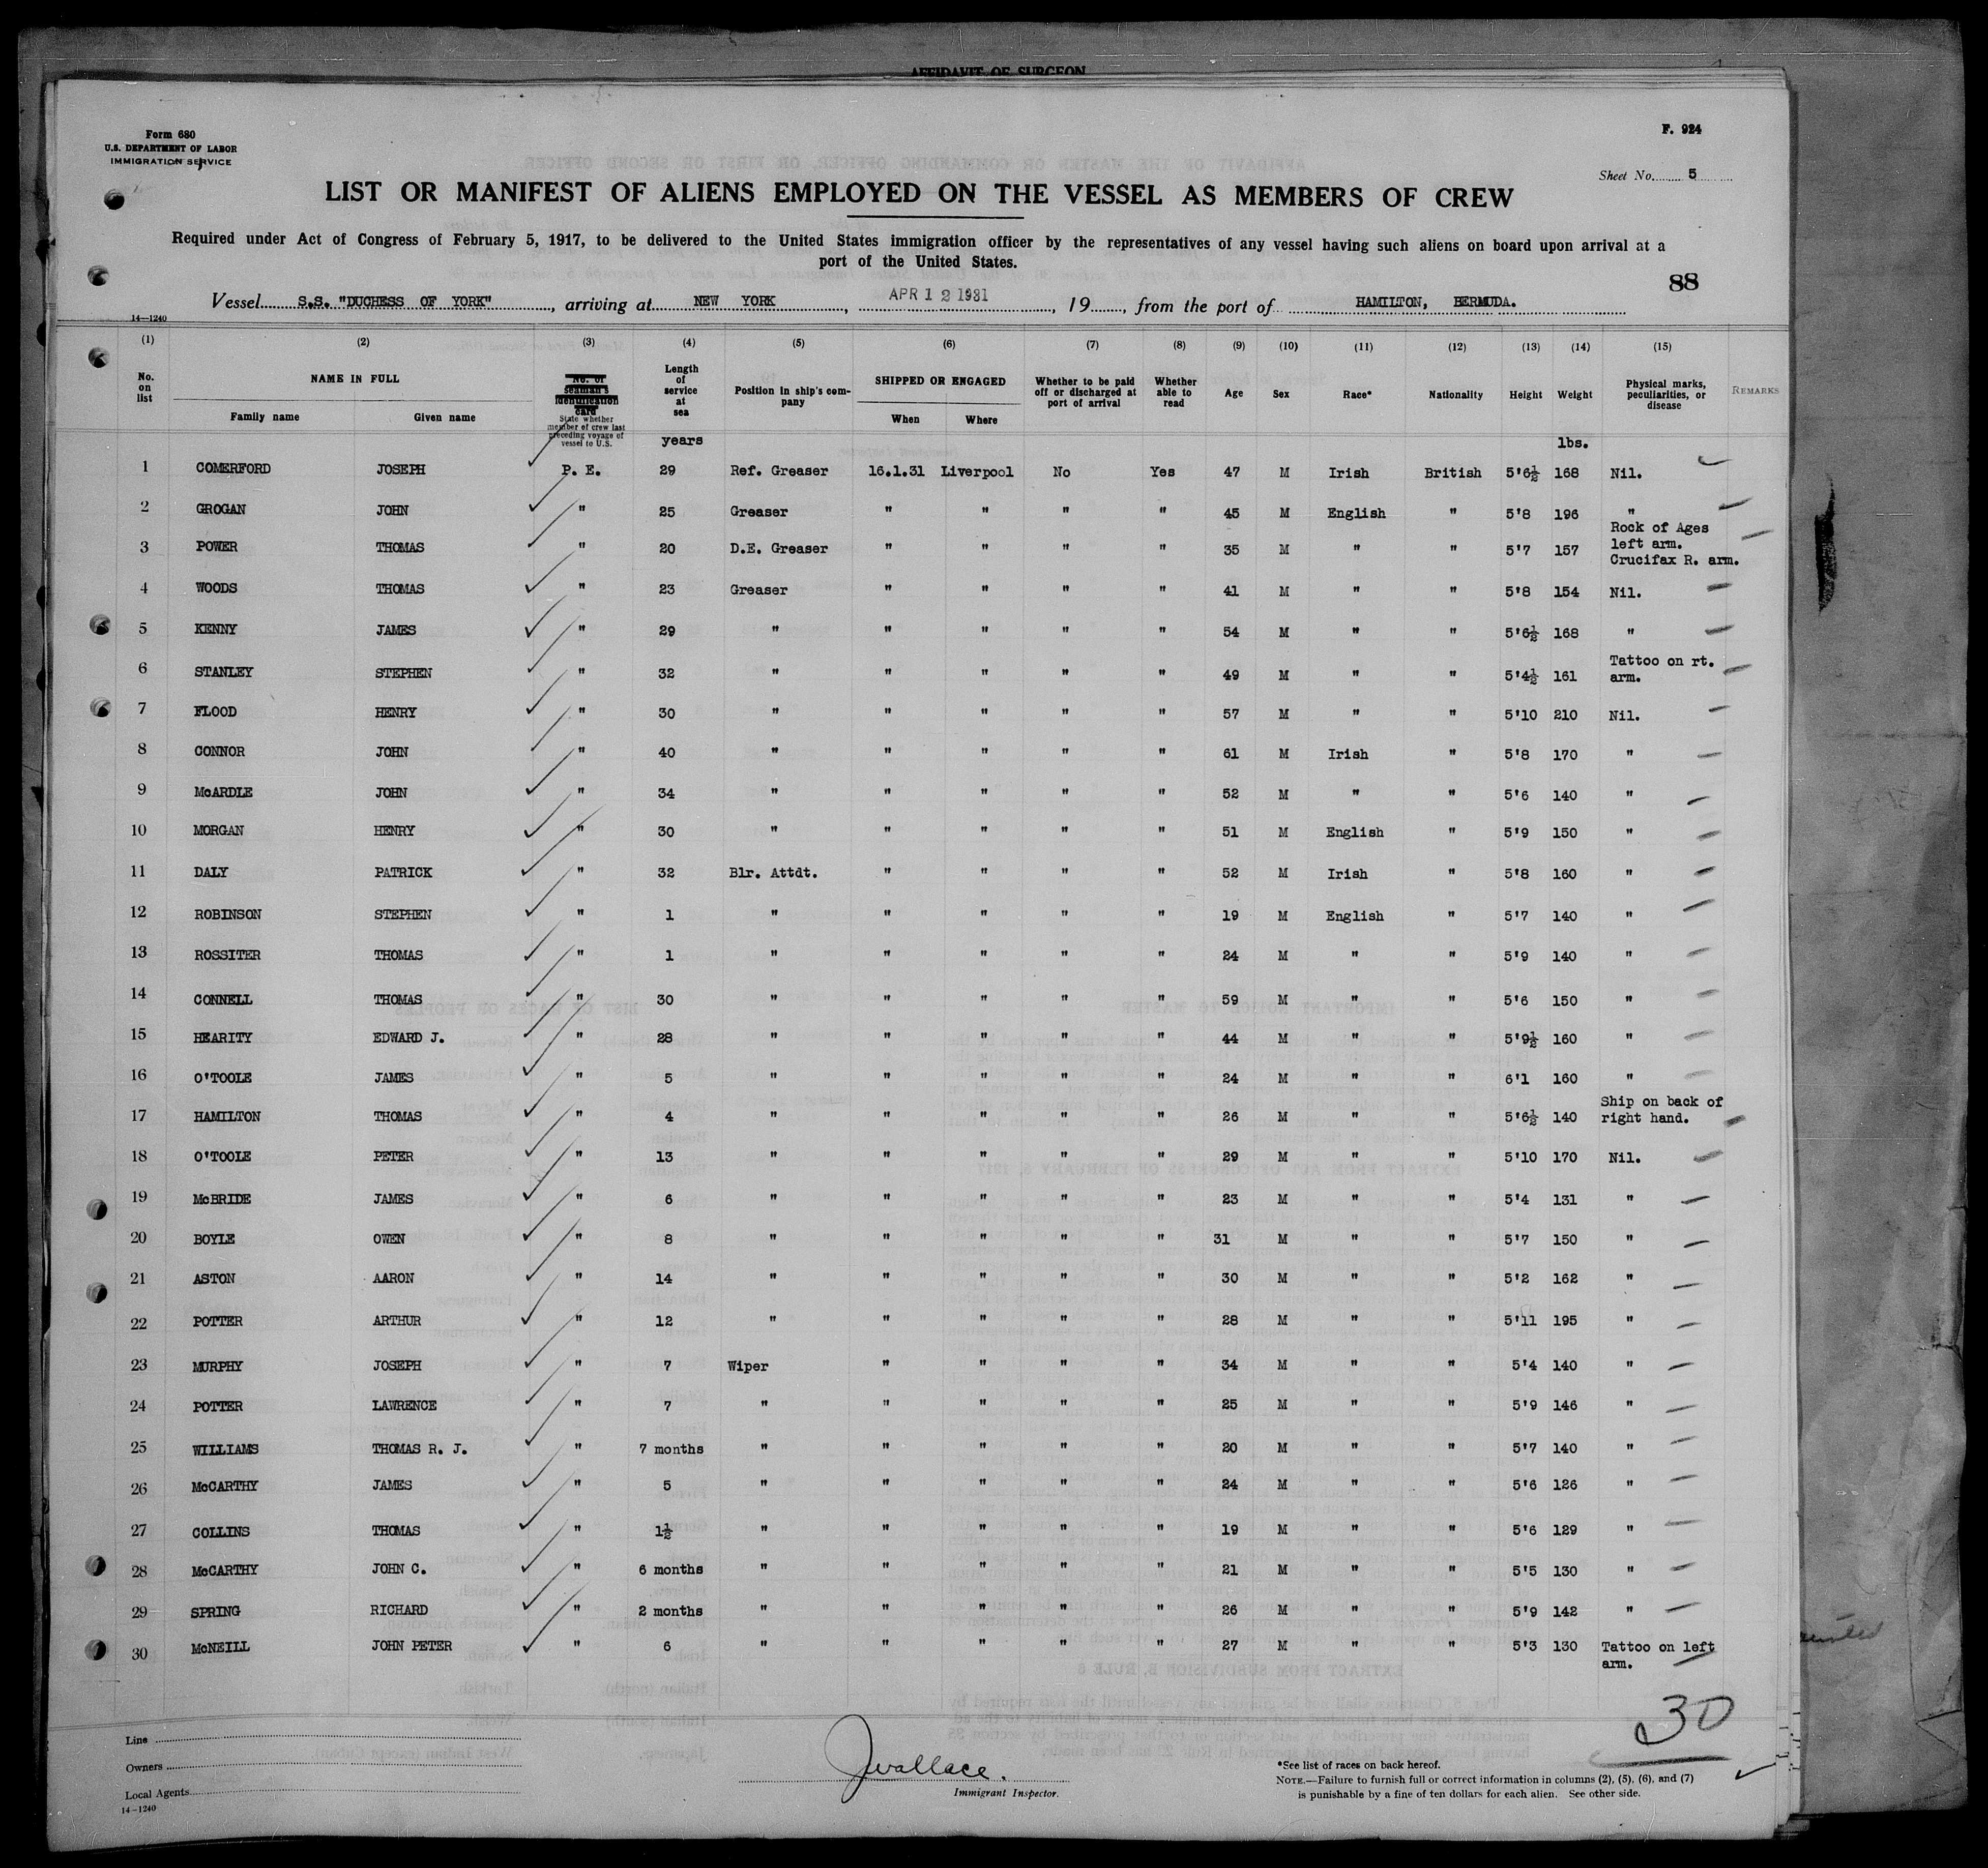 AFFIDAVIT OF SURGEON
Form 680
U.S. DEPARTMENT OF LABOR
IMMIGRATION SERVICE
F. 924
Sheet No. 5
LIST OR MANIFEST OF ALIENS EMPLOYED ON THE VESSEL AS MEMBERS OF CREW
Required under Act of Congress of February 5, 1917, to be delivered to the United States immigration officer by the representatives of any vessel having such aliens on board upon arrival at a
port of the United States.
88
Vessel S.S. "DUCHESS OF YORK", arriving at NEW YORK, APR 12 1931, 19, from the port of HAMILTON, BERMUDA.
14—1240
(1) (2) (3) (4) (5) (6) (7) (8) (9) (10) (11) (12) (13) (14) (15)
No. on list
NAME IN FULL
Family name Given name
No. of seaman's identification card
State whether member of crew last preceding voyage of vessel to U.S.
Length of service at sea
Position in ship's company
SHIPPED OR ENGAGED
When Where
Whether to be paid off or discharged at port of arrival
Whether able to read
Age Sex Race* Nationality Height Weight
Physical marks, peculiarities, or disease
REMARKS
years lbs.
1 COMERFORD JOSEPH P. E. 29 Ref. Greaser 16.1.31 Liverpool No Yes 47 M Irish British 5'6½ 168 Nil.
2 GROGAN JOHN " 25 Greaser " " " " 45 M English " 5'8 196 "
3 POWER THOMAS " 20 D.E. Greaser " " " " 35 M " " 5'7 157 Rock of Ages left arm. Crucifax R. arm.
4 WOODS THOMAS " 23 Greaser " " " " 41 M " " 5'8 154 Nil.
5 KENNY JAMES " 29 " " " " " 54 M " " 5'6½ 168 "
6 STANLEY STEPHEN " 32 " " " " " 49 M " " 5'4½ 161 Tattoo on rt. arm.
7 FLOOD HENRY " 30 " " " " " 57 M " " 5'10 210 Nil.
8 CONNOR JOHN " 40 " " " " " 61 M Irish " 5'8 170 "
9 McARDLE JOHN " 34 " " " " " 52 M " " 5'6 140 "
10 MORGAN HENRY " 30 " " " " " 51 M English " 5'9 150 "
11 DALY PATRICK " 32 Blr. Attdt. " " " " 52 M Irish " 5'8 160 "
12 ROBINSON STEPHEN " 1 " " " " " 19 M English " 5'7 140 "
13 ROSSITER THOMAS " 1 " " " " " 24 M " " 5'9 140 "
14 CONNELL THOMAS " 30 " " " " " 59 M " " 5'6 150 "
15 HEARITY EDWARD J. " 28 " " " " " 44 M " " 5'9½ 160 "
16 O'TOOLE JAMES " 5 " " " " " 24 M " " 6'1 160 "
17 HAMILTON THOMAS " 4 " " " " " 26 M " " 5'6½ 140 Ship on back of right hand.
18 O'TOOLE PETER " 13 " " " " " 29 M " " 5'10 170 Nil.
19 McBRIDE JAMES " 6 " " " " " 23 M " " 5'4 131 "
20 BOYLE OWEN " 8 " " " " " 31 M " " 5'7 150 "
21 ASTON AARON " 14 " " " " " 30 M " " 5'2 162 "
22 POTTER ARTHUR " 12 " " " " " 28 M " " 5'11 195 "
23 MURPHY JOSEPH " 7 Wiper " " " " 34 M " " 5'4 140 "
24 POTTER LAWRENCE " 7 " " " " " 25 M " " 5'9 146 "
25 WILLIAMS THOMAS R. J. " 7 months " " " " " 20 M " " 5'7 140 "
26 McCARTHY JAMES " 5 " " " " " 24 M " " 5'6 126 "
27 COLLINS THOMAS " 1½ " " " " " 19 M " " 5'6 129 "
28 McCARTHY JOHN C. " 6 months " " " " " 21 M " " 5'5 130 "
29 SPRING RICHARD " 2 months " " " " " 26 M " " 5'9 142 "
30 McNEILL JOHN PETER " 6 " " " " " 27 M " " 5'3 130 Tattoo on left arm.
30
Line
Owners
Local Agents
14—1240
J Wallace.
Immigrant Inspector.
*See list of races on back hereof.
NOTE.—Failure to furnish full or correct information in columns (2), (5), (6), and (7)
is punishable by a fine of ten dollars for each alien. See other side.